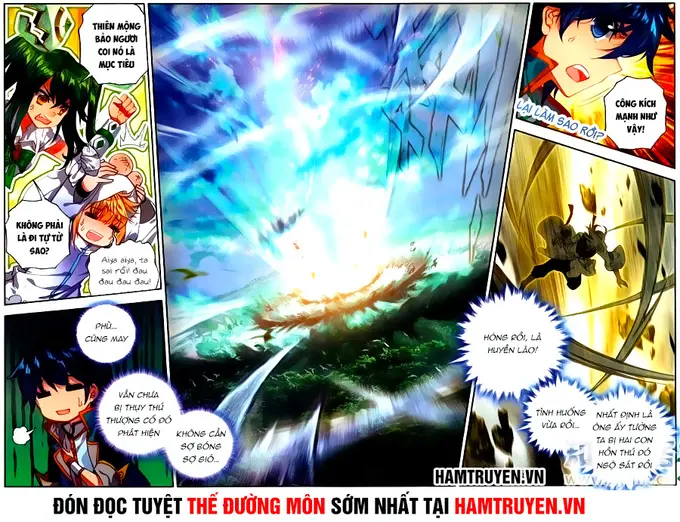 THIÊN MỘNG
BẢO NGƯƠI
COI NÓ LÀ
MỤC TIÊU
KHÔNG PHẢI
LÀ ĐI TỰ TỬ
SAO?
Aiya aiya, ta
sai rồi! đau
đau đau đau!
CÔNG KÍCH
MẠNH NHƯ
VẬY!
LẠI LÀM SAO RỒI?
PHÙ...
CŨNG MAY
VẪN CHƯA
BỊ THỤY THÚ
THƯỢNG CỔ ĐÓ
PHÁT HIỆN
KHÔNG CẦN
SỢ BÓNG
SỢ GIÓ...
HỎNG RỒI, LÀ
HUYỀN LÃO!
TÌNH HUỐNG
VỪA RỒI...
NHẤT ĐỊNH LÀ
ÔNG ẤY TƯỞNG
TA BỊ HAI CON
HỒN THÚ ĐÓ
NGỘ SÁT RỒI
HAMTRUYEN.VN
ĐÓN ĐỌC TUYỆT THẾ ĐƯỜNG MÔN SỚM NHẤT TẠI HAMTRUYEN.VN